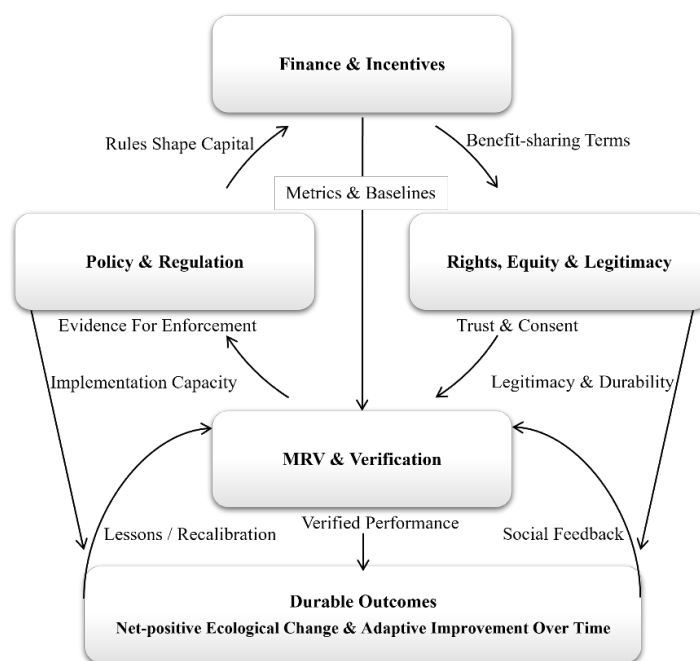 Finance & Incentives
Rules Shape Capital
Benefit-sharing Terms
Metrics & Baselines
Policy & Regulation
Rights, Equity & Legitimacy
Evidence For Enforcement
Trust & Consent
Implementation Capacity
Legitimacy & Durability
MRV & Verification
Verified Performance
Lessons / Recalibration
Social Feedback
Durable Outcomes
Net-positive Ecological Change & Adaptive Improvement Over Time